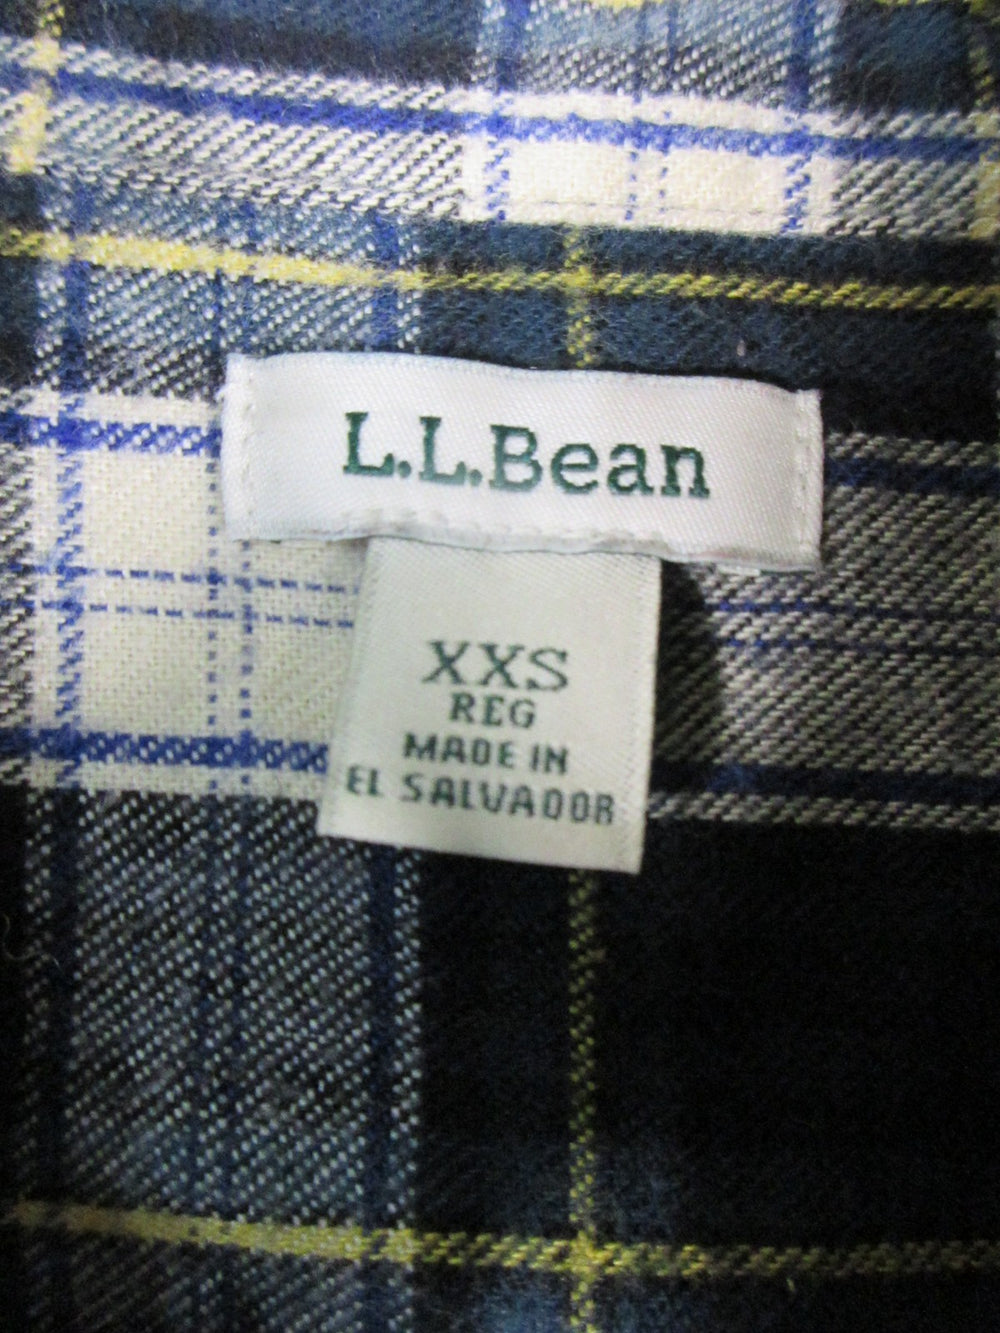 L.L.Bean
XXS
REG
MADE IN
EL SALVADOR